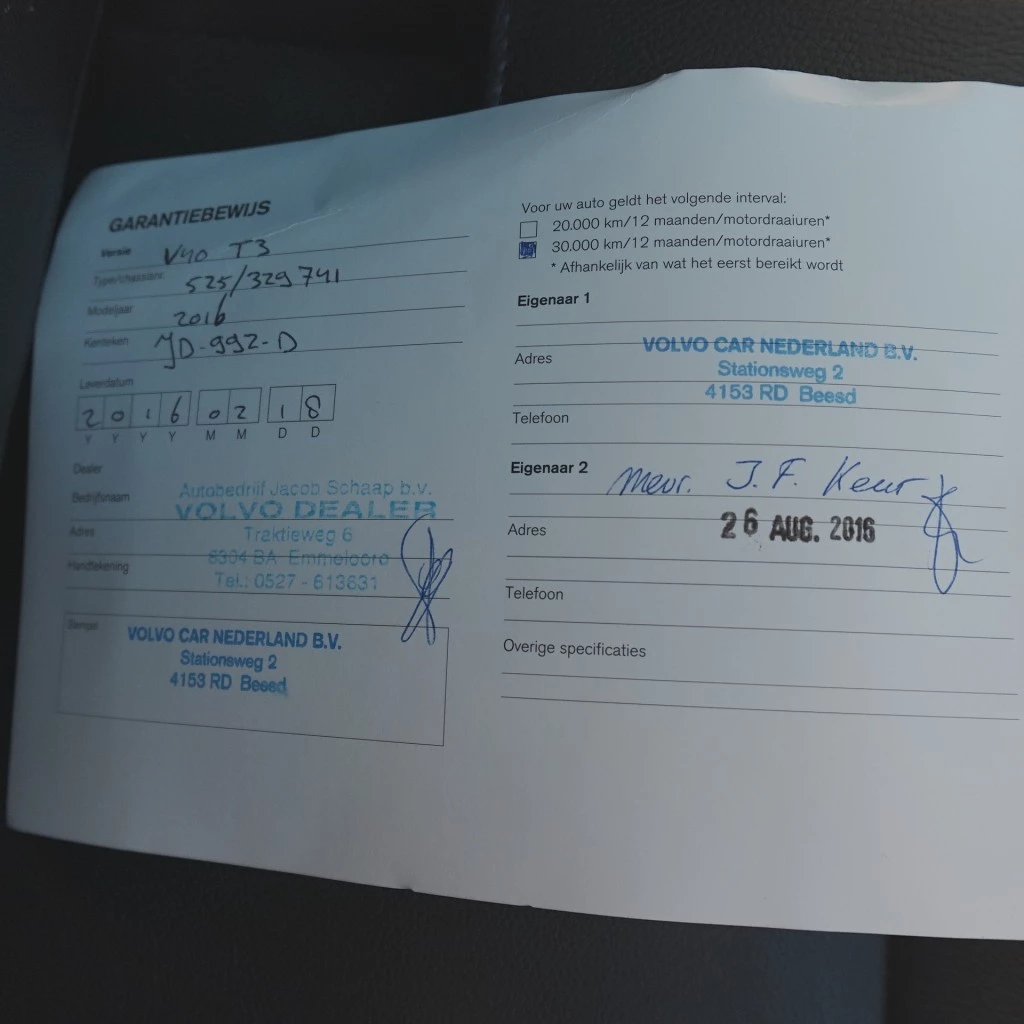 GARANTIEBEWIJS
Versie V40 T3
Type/chassisnr. 525/329741
Modeljaar 2016
Kenteken JD-992-D
Leverdatum
2016 02 18
Y Y Y Y M M D D
Dealer
Bedrijfsnaam
Autobedrijf Jacob Schaap b.v.
VOLVO DEALER
Adres
Traktieweg 6
8304 BA Emmeloord
Handtekening
Tel.: 0527 - 613631
Stempel
VOLVO CAR NEDERLAND B.V.
Stationsweg 2
4153 RD Beesd
Voor uw auto geldt het volgende interval:
20.000 km/12 maanden/motordraaiuren*
30.000 km/12 maanden/motordraaiuren*
* Afhankelijk van wat het eerst bereikt wordt
Eigenaar 1
VOLVO CAR NEDERLAND B.V.
Adres
Stationsweg 2
4153 RD Beesd
Telefoon
Eigenaar 2 Mevr. J. F. Keur
Adres 26 AUG. 2016
Telefoon
Overige specificaties